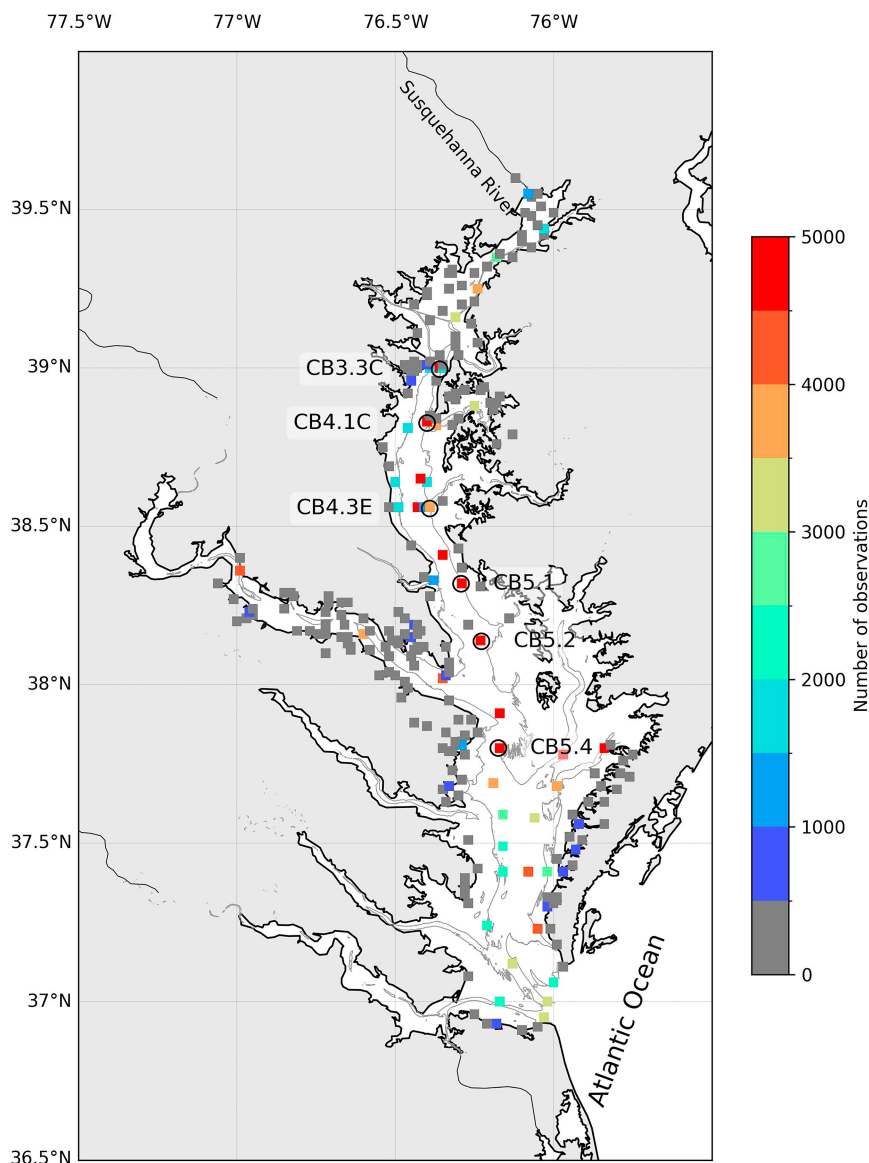 77.5°W 77°W 76.5°W 76°W
Susquehanna River
39.5°N
5000
39°N
CB3.3C
CB4.1C
4000
CB4.3E
38.5°N
3000
CB5.1
CB5.2
Number of observations
38°N
2000
CB5.4
37.5°N
1000
0
37°N
Atlantic Ocean
36.5°N